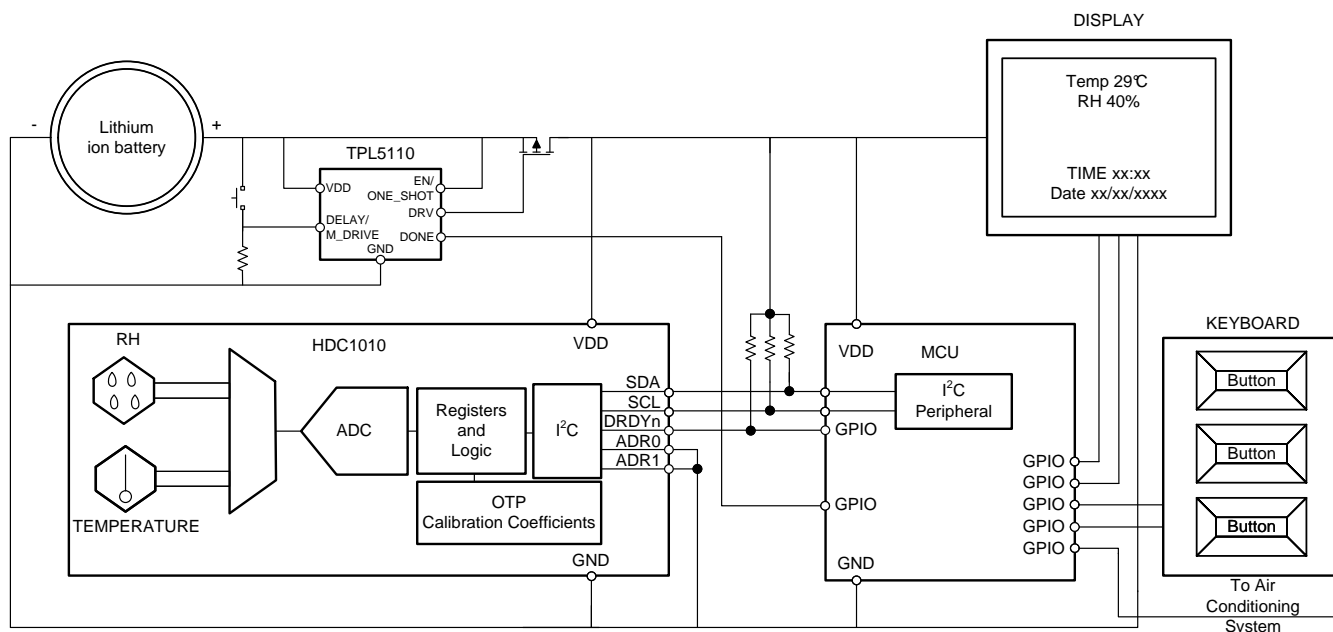 DISPLAY
Temp 29℃
RH 40%
TIME xx:xx
Date xx/xx/xxxx
-
+
Lithium
ion battery
TPL5110
VDD
EN/
ONE_SHOT
DRV
DELAY/
M_DRIVE
DONE
GND
RH
HDC1010
VDD
TEMPERATURE
ADC
Registers
and
Logic
I²C
OTP
Calibration Coefficients
SDA
SCL
DRDYn
ADR0
ADR1
GND
VDD
MCU
I²C
Peripheral
GPIO
GPIO
GND
GPIO
GPIO
GPIO
GPIO
GPIO
KEYBOARD
Button
Button
Button
To Air
Conditioning
System